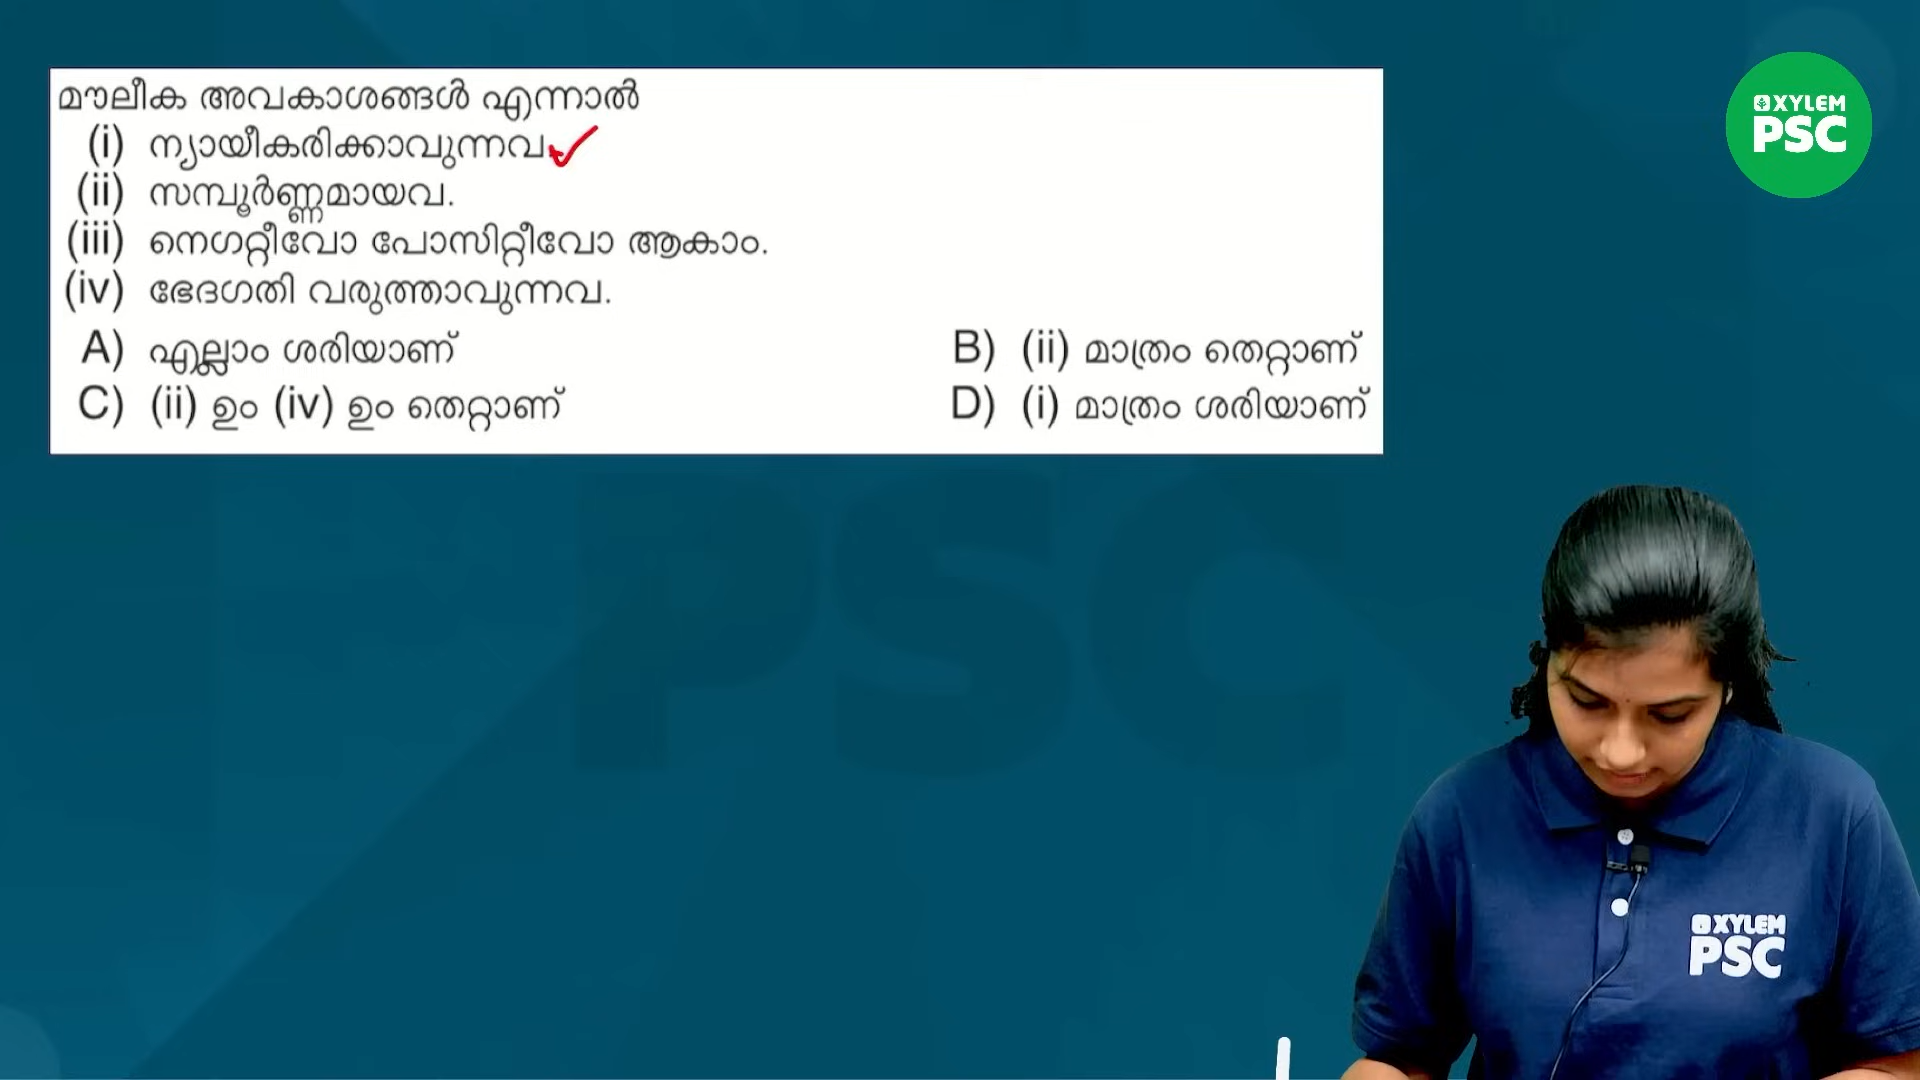 മൗലീക അവകാശങ്ങൾ എന്നാൽ
(i) ന്യായീകരിക്കാവുന്നവ
(ii) സമ്പൂർണ്ണമായവ.
(iii) നെഗറ്റീവോ പോസിറ്റീവോ ആകാം.
(iv) ഭേദഗതി വരുത്താവുന്നവ.
A) എല്ലാം ശരിയാണ് B) (ii) മാത്രം തെറ്റാണ്
C) (ii) ഉം (iv) ഉം തെറ്റാണ് D) (i) മാത്രം ശരിയാണ്
XYLEM
PSC
PSC
XYLEM
PSC